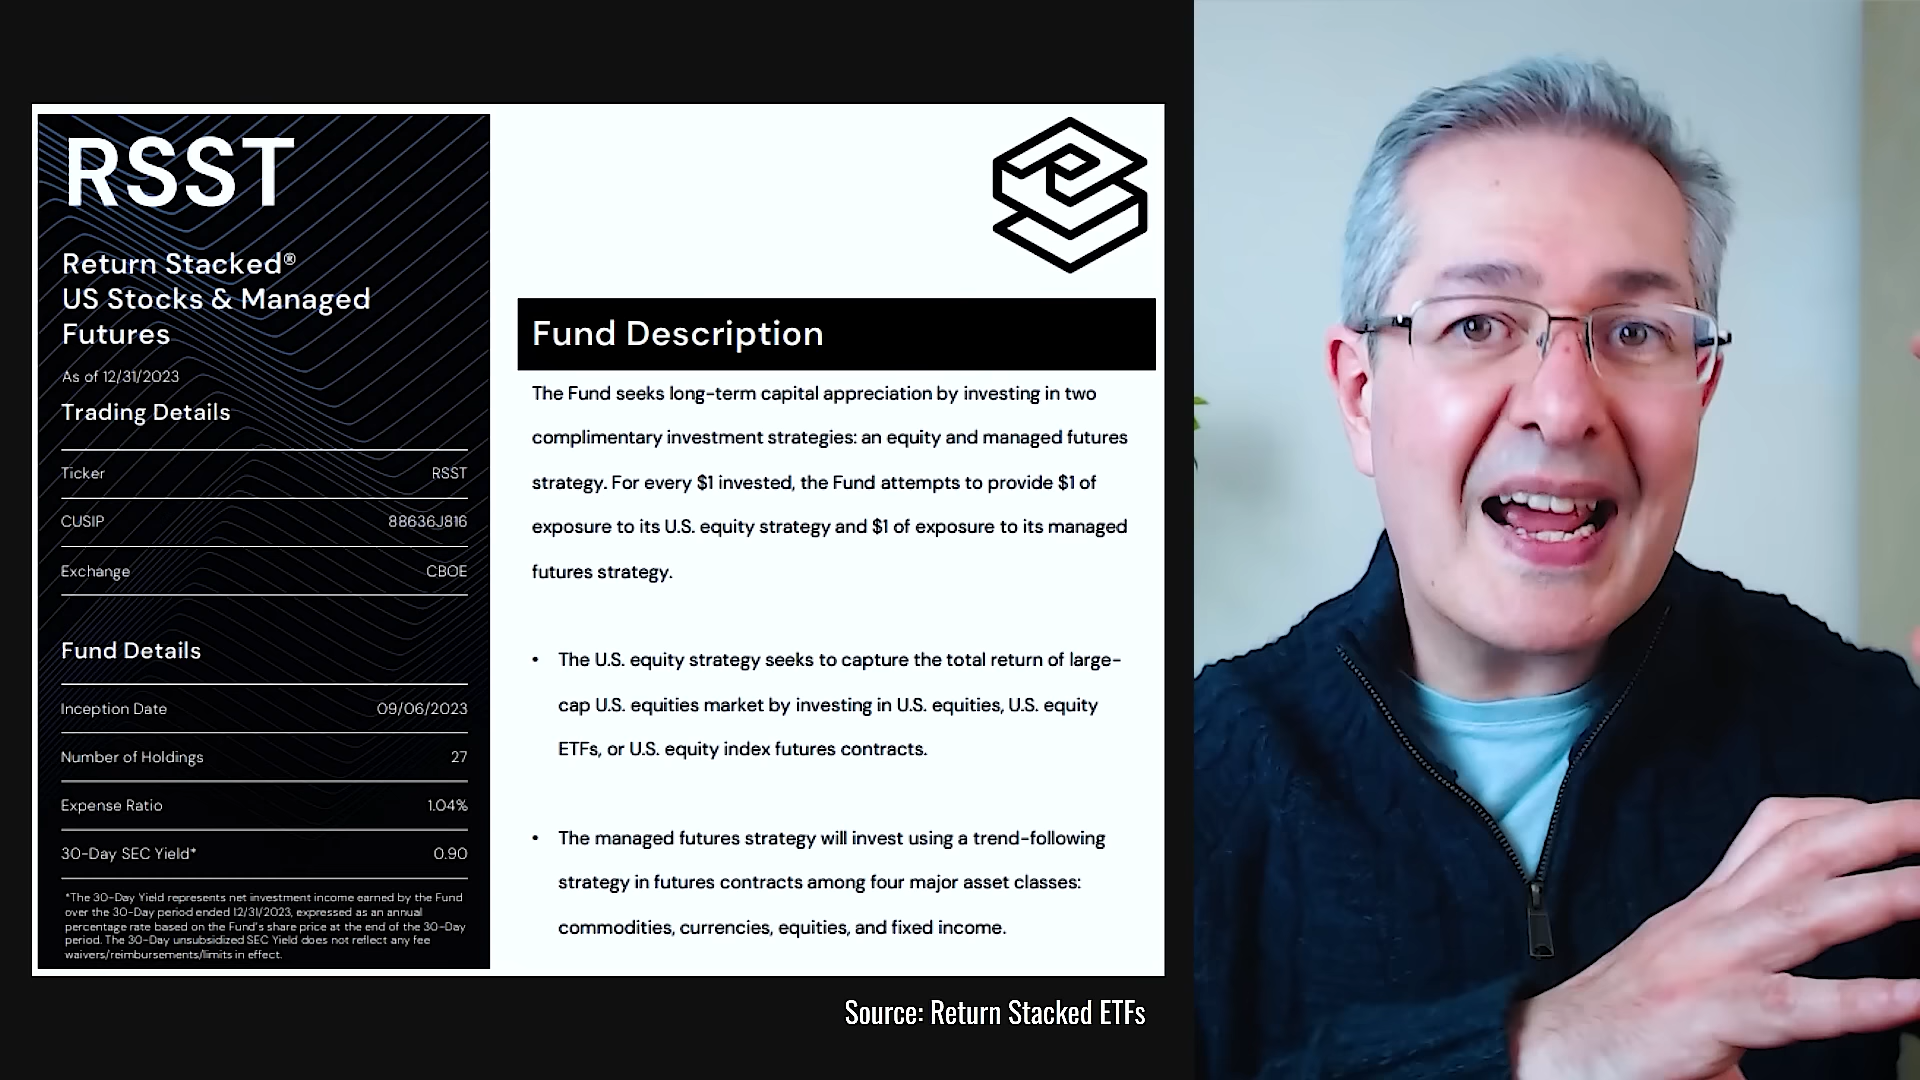 RSST
Return Stacked®
US Stocks & Managed
Futures
As of 12/31/2023
Trading Details
Ticker RSST
CUSIP 88636J816
Exchange CBOE
Fund Details
Inception Date 09/06/2023
Number of Holdings 27
Expense Ratio 1.04%
30-Day SEC Yield* 0.90
*The 30-Day Yield represents net investment income earned by the Fund
over the 30-Day period ended 12/31/2023, expressed as an annual
percentage rate based on the Fund's share price at the end of the 30-Day
period. The 30-Day unsubsidized SEC Yield does not reflect any fee
waivers/reimbursements/limits in effect.
Fund Description
The Fund seeks long-term capital appreciation by investing in two
complimentary investment strategies: an equity and managed futures
strategy. For every $1 invested, the Fund attempts to provide $1 of
exposure to its U.S. equity strategy and $1 of exposure to its managed
futures strategy.
• The U.S. equity strategy seeks to capture the total return of large-
cap U.S. equities market by investing in U.S. equities, U.S. equity
ETFs, or U.S. equity index futures contracts.
• The managed futures strategy will invest using a trend-following
strategy in futures contracts among four major asset classes:
commodities, currencies, equities, and fixed income.
Source: Return Stacked ETFs